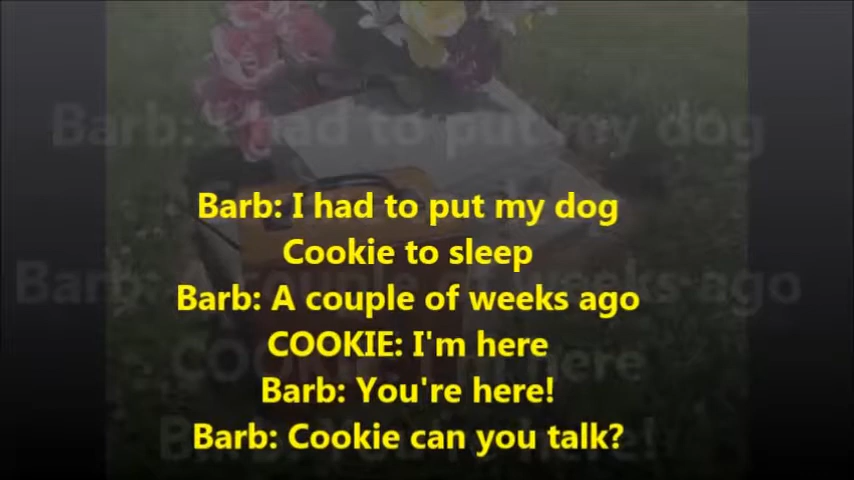 Barb: I had to put my dog
Cookie to sleep
Barb: A couple of weeks ago
COOKIE: I'm here
Barb: You're here!
Barb: Cookie can you talk?